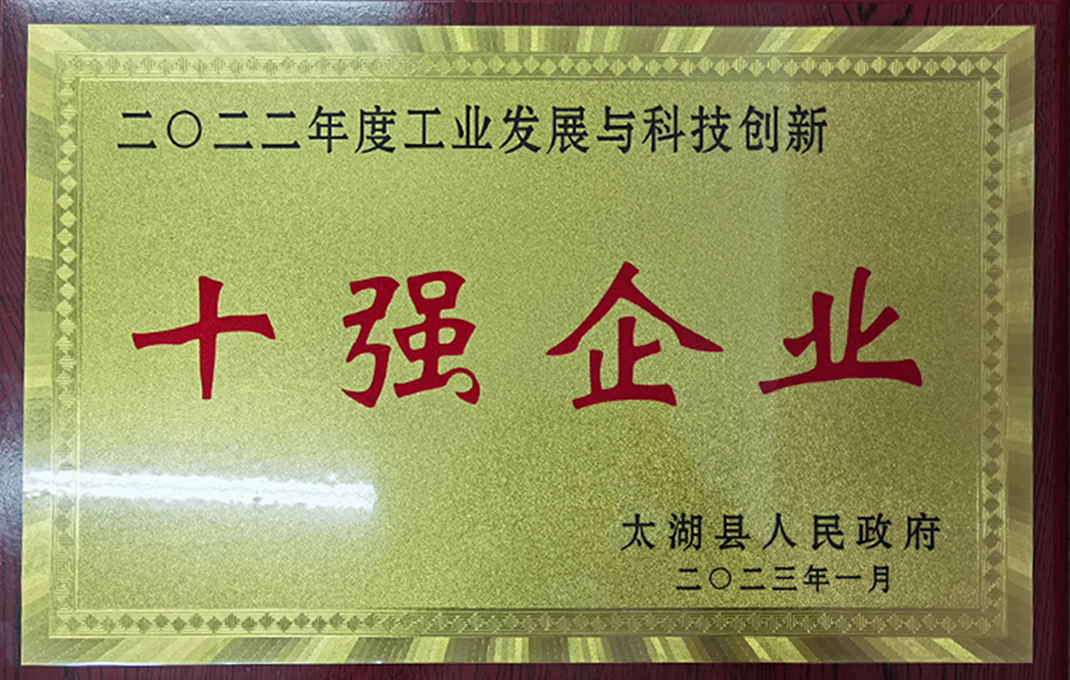 二〇二二年度工业发展与科技创新
十强企业
太湖县人民政府
二〇二三年一月